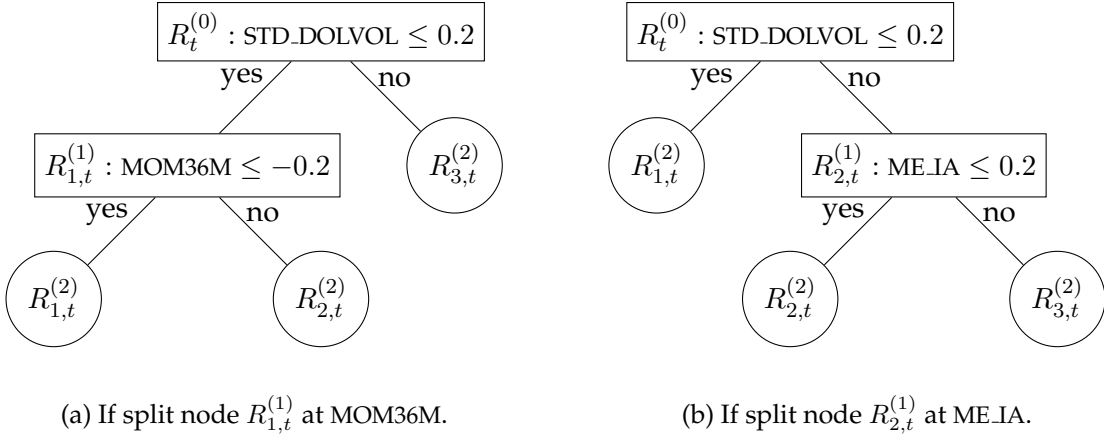 R_t^{(0)} : STD_DOLVOL ≤ 0.2
yes no
R_{1,t}^{(1)} : MOM36M ≤ −0.2
R_{3,t}^{(2)}
yes no
R_{1,t}^{(2)}
R_{2,t}^{(2)}
(a) If split node R_{1,t}^{(1)} at MOM36M.
R_t^{(0)} : STD_DOLVOL ≤ 0.2
yes no
R_{1,t}^{(2)}
R_{2,t}^{(1)} : ME_IA ≤ 0.2
yes no
R_{2,t}^{(2)}
R_{3,t}^{(2)}
(b) If split node R_{2,t}^{(1)} at ME_IA.